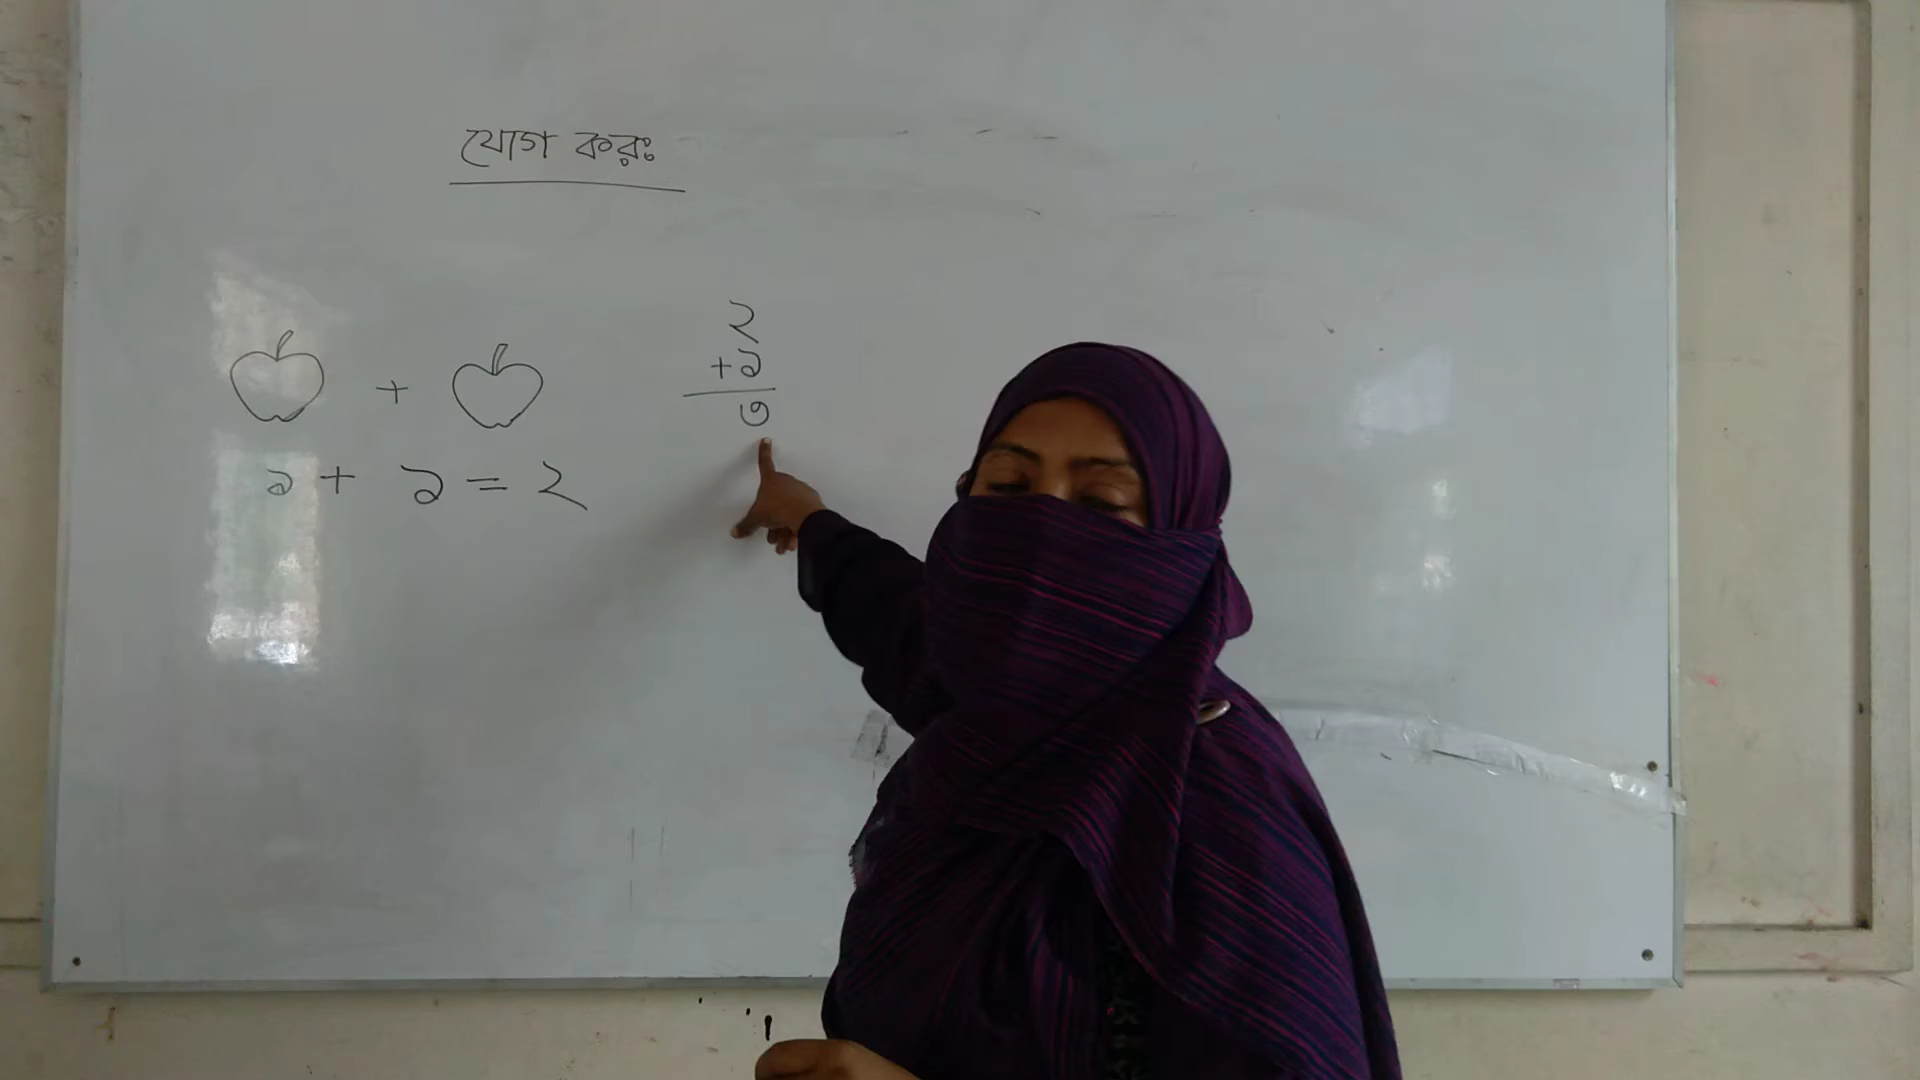 যোগ করঃ
+
১ + ১ = ২
২
+১
৩